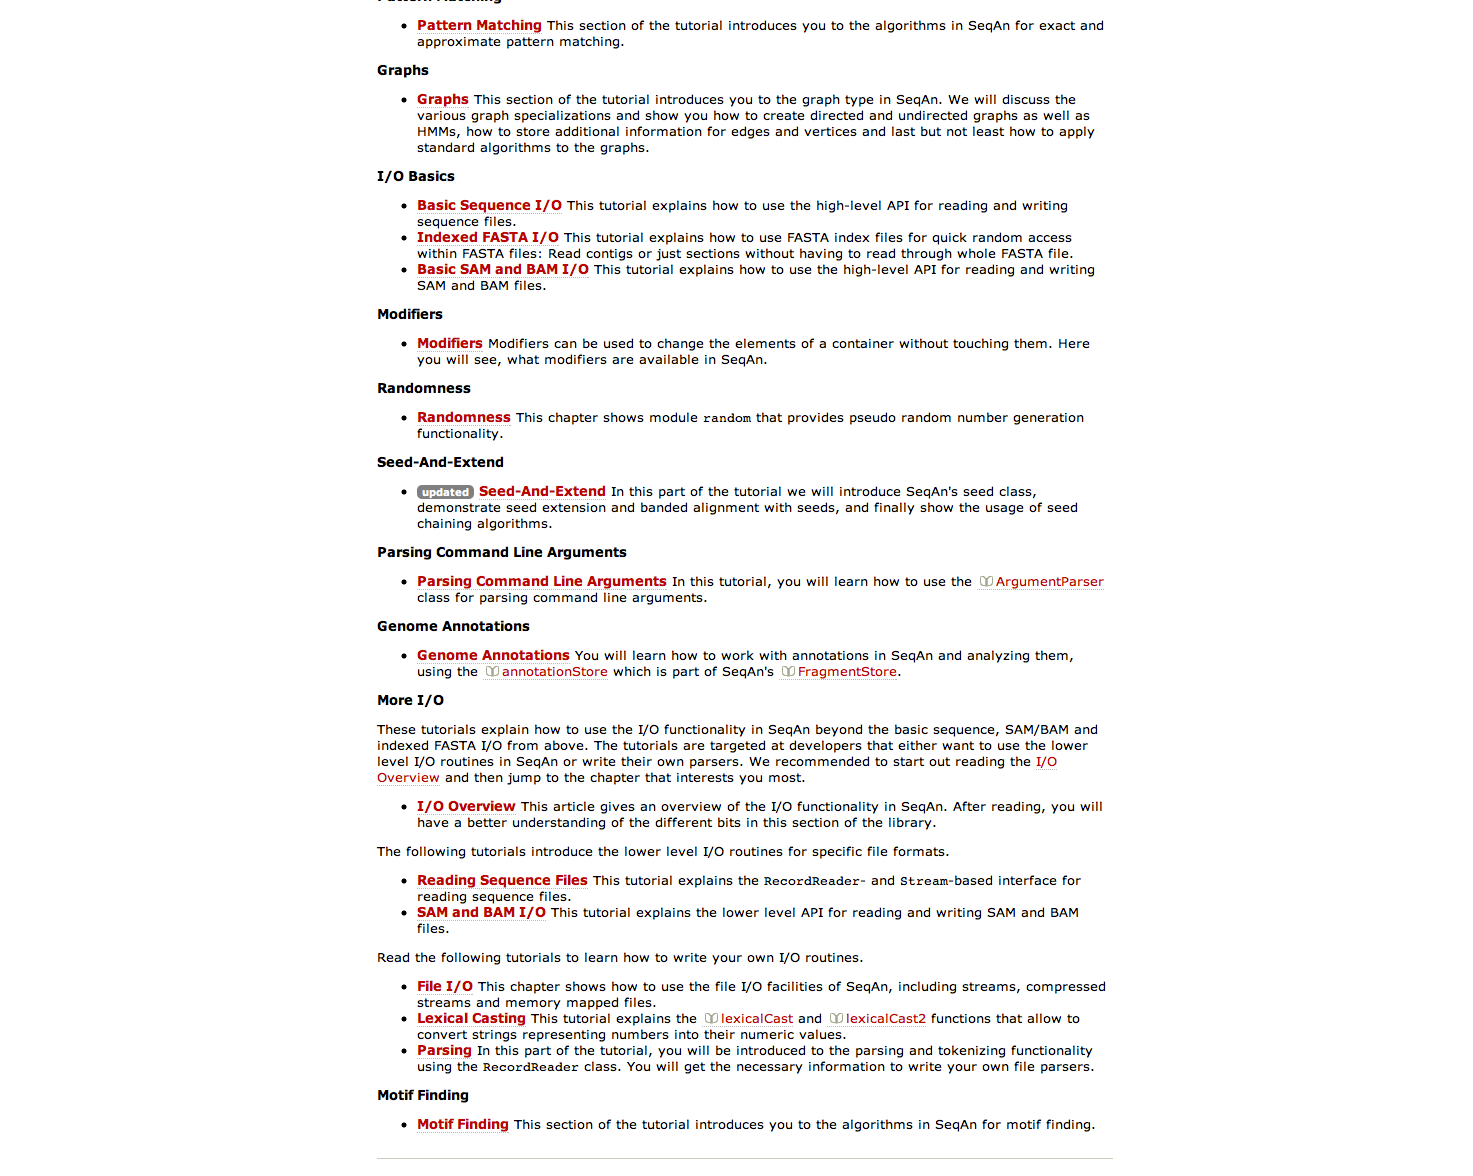 Pattern Matching
• Pattern Matching This section of the tutorial introduces you to the algorithms in SeqAn for exact and
approximate pattern matching.
Graphs
• Graphs This section of the tutorial introduces you to the graph type in SeqAn. We will discuss the
various graph specializations and show you how to create directed and undirected graphs as well as
HMMs, how to store additional information for edges and vertices and last but not least how to apply
standard algorithms to the graphs.
I/O Basics
• Basic Sequence I/O This tutorial explains how to use the high-level API for reading and writing
sequence files.
• Indexed FASTA I/O This tutorial explains how to use FASTA index files for quick random access
within FASTA files: Read contigs or just sections without having to read through whole FASTA file.
• Basic SAM and BAM I/O This tutorial explains how to use the high-level API for reading and writing
SAM and BAM files.
Modifiers
• Modifiers Modifiers can be used to change the elements of a container without touching them. Here
you will see, what modifiers are available in SeqAn.
Randomness
• Randomness This chapter shows module random that provides pseudo random number generation
functionality.
Seed-And-Extend
• updated Seed-And-Extend In this part of the tutorial we will introduce SeqAn's seed class,
demonstrate seed extension and banded alignment with seeds, and finally show the usage of seed
chaining algorithms.
Parsing Command Line Arguments
• Parsing Command Line Arguments In this tutorial, you will learn how to use the ArgumentParser
class for parsing command line arguments.
Genome Annotations
• Genome Annotations You will learn how to work with annotations in SeqAn and analyzing them,
using the annotationStore which is part of SeqAn's FragmentStore.
More I/O
These tutorials explain how to use the I/O functionality in SeqAn beyond the basic sequence, SAM/BAM and
indexed FASTA I/O from above. The tutorials are targeted at developers that either want to use the lower
level I/O routines in SeqAn or write their own parsers. We recommended to start out reading the I/O
Overview and then jump to the chapter that interests you most.
• I/O Overview This article gives an overview of the I/O functionality in SeqAn. After reading, you will
have a better understanding of the different bits in this section of the library.
The following tutorials introduce the lower level I/O routines for specific file formats.
• Reading Sequence Files This tutorial explains the RecordReader- and Stream-based interface for
reading sequence files.
• SAM and BAM I/O This tutorial explains the lower level API for reading and writing SAM and BAM
files.
Read the following tutorials to learn how to write your own I/O routines.
• File I/O This chapter shows how to use the file I/O facilities of SeqAn, including streams, compressed
streams and memory mapped files.
• Lexical Casting This tutorial explains the lexicalCast and lexicalCast2 functions that allow to
convert strings representing numbers into their numeric values.
• Parsing In this part of the tutorial, you will be introduced to the parsing and tokenizing functionality
using the RecordReader class. You will get the necessary information to write your own file parsers.
Motif Finding
• Motif Finding This section of the tutorial introduces you to the algorithms in SeqAn for motif finding.